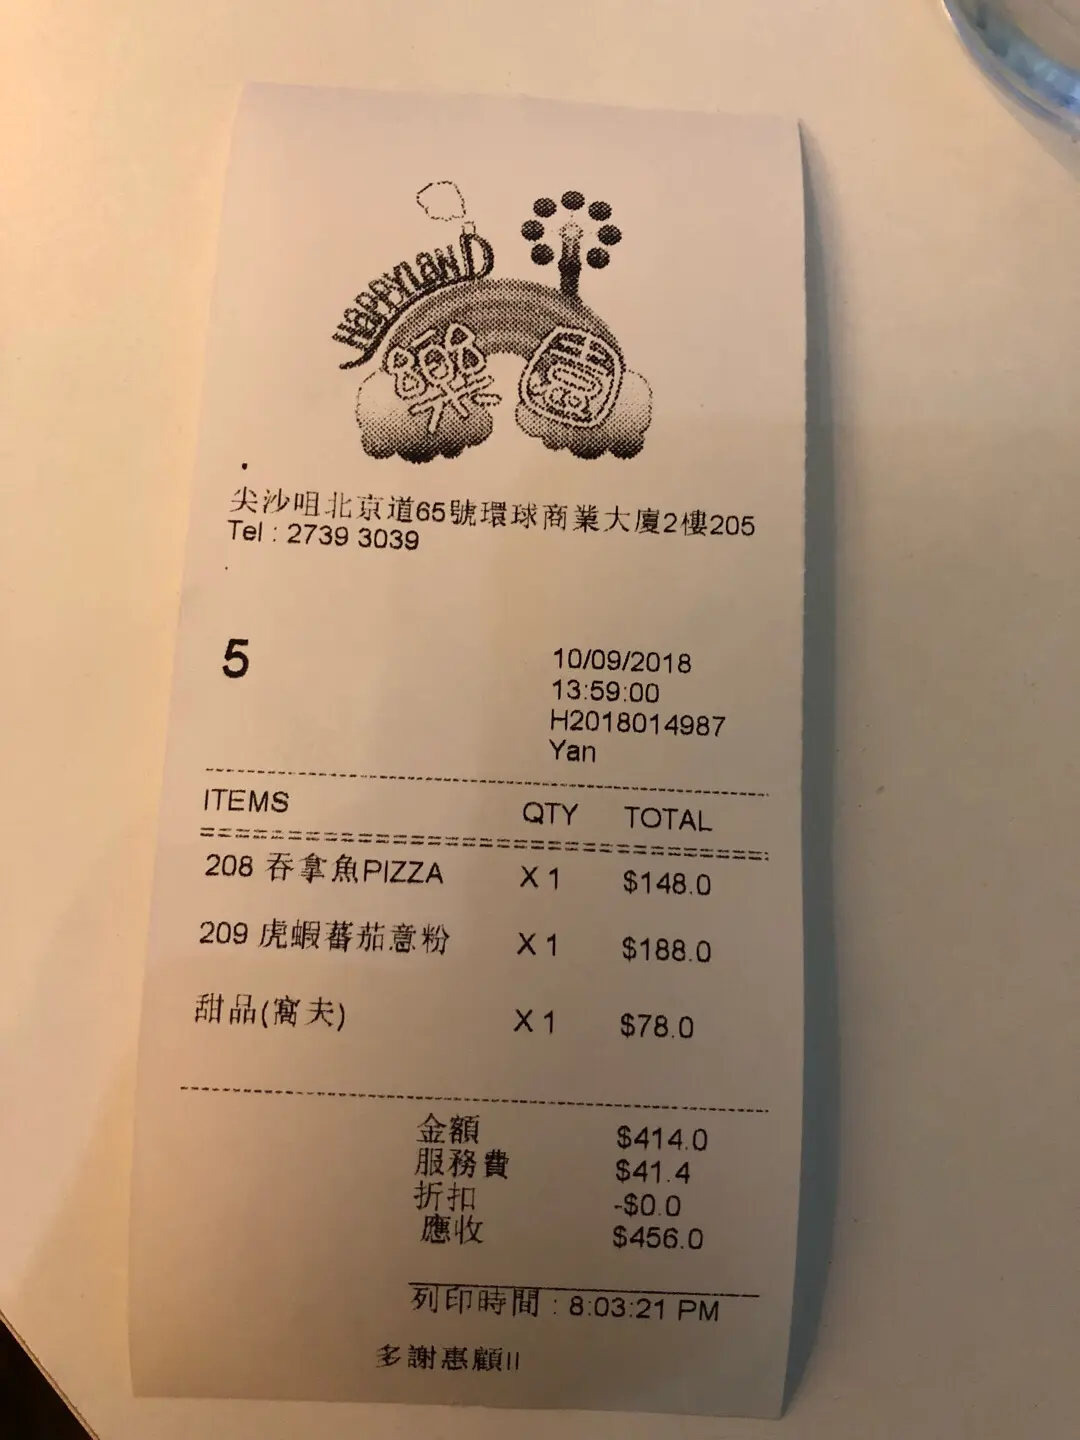 HAPPYLAND
樂園
尖沙咀北京道65號環球商業大廈2樓205
Tel : 2739 3039
5
10/09/2018
13:59:00
H2018014987
Yan
ITEMS QTY TOTAL
208 吞拿魚PIZZA X 1 $148.0
209 虎蝦蕃茄意粉 X 1 $188.0
甜品(窩夫) X 1 $78.0
金額 $414.0
服務費 $41.4
折扣 -$0.0
應收 $456.0
列印時間 : 8:03:21 PM
多謝惠顧!!